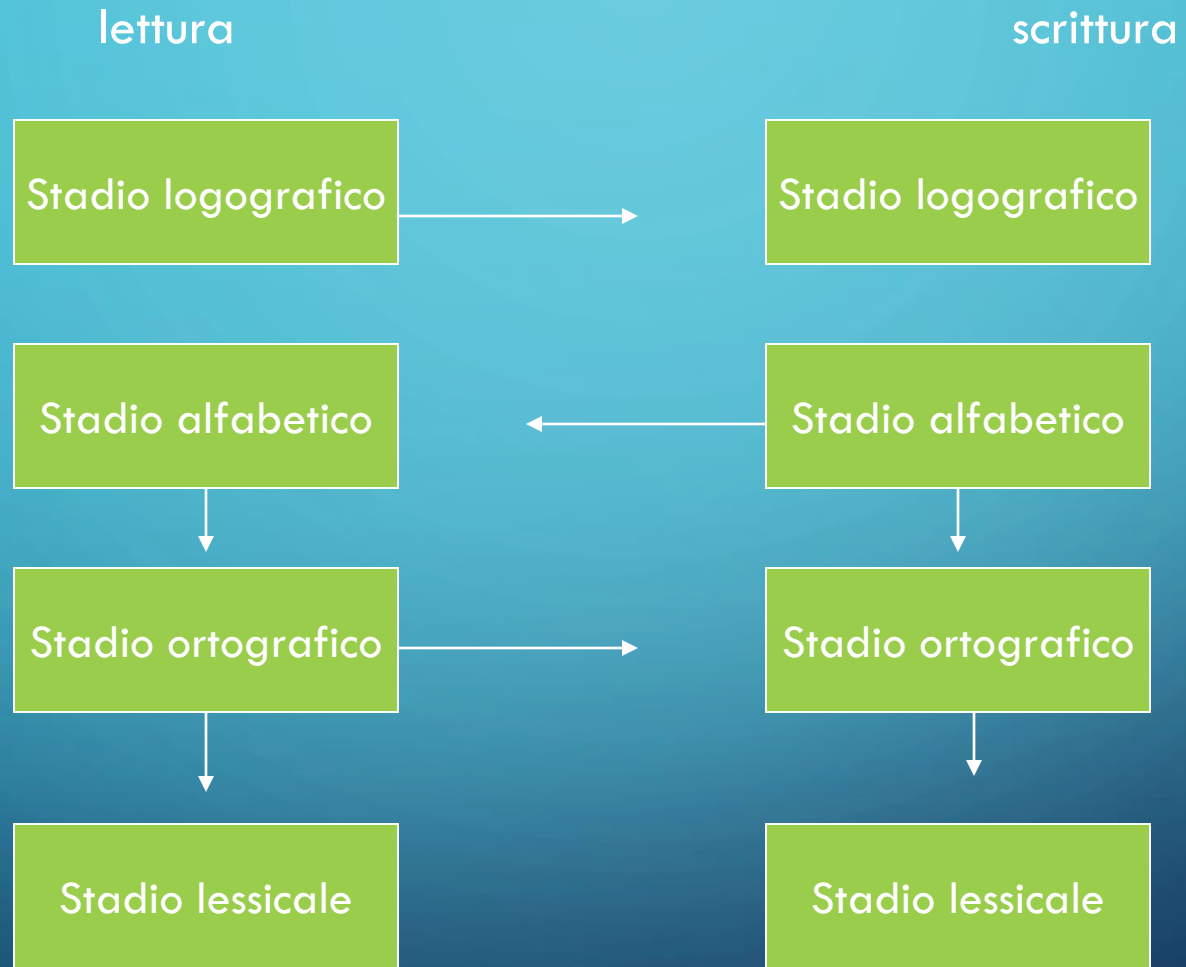 lettura
scrittura
Stadio logografico
Stadio logografico
Stadio alfabetico
Stadio alfabetico
Stadio ortografico
Stadio ortografico
Stadio lessicale
Stadio lessicale